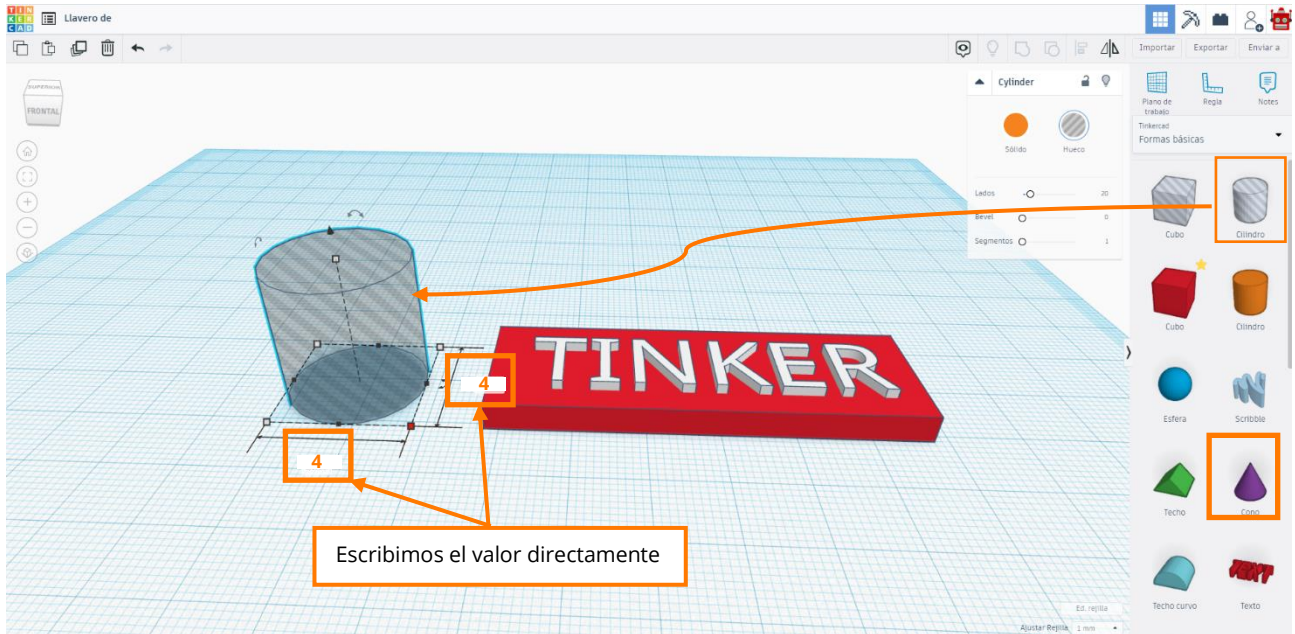 TIN
KER
CAD
Llavero de
Importar
Exportar
Enviar a
SUPERIOR
FRONTAL
Cylinder
Sólido
Hueco
Lados
20
Bevel
0
Segmentos
1
Plano de
trabajo
Regla
Notes
Tinkercad
Formas básicas
Cubo
Cilindro
Cubo
Cilindro
Esfera
Scribble
Techo
Cono
Techo curvo
Texto
TEXT
TINKER
4
4
Escribimos el valor directamente
Ed. rejilla
Ajustar Rejilla
1 mm